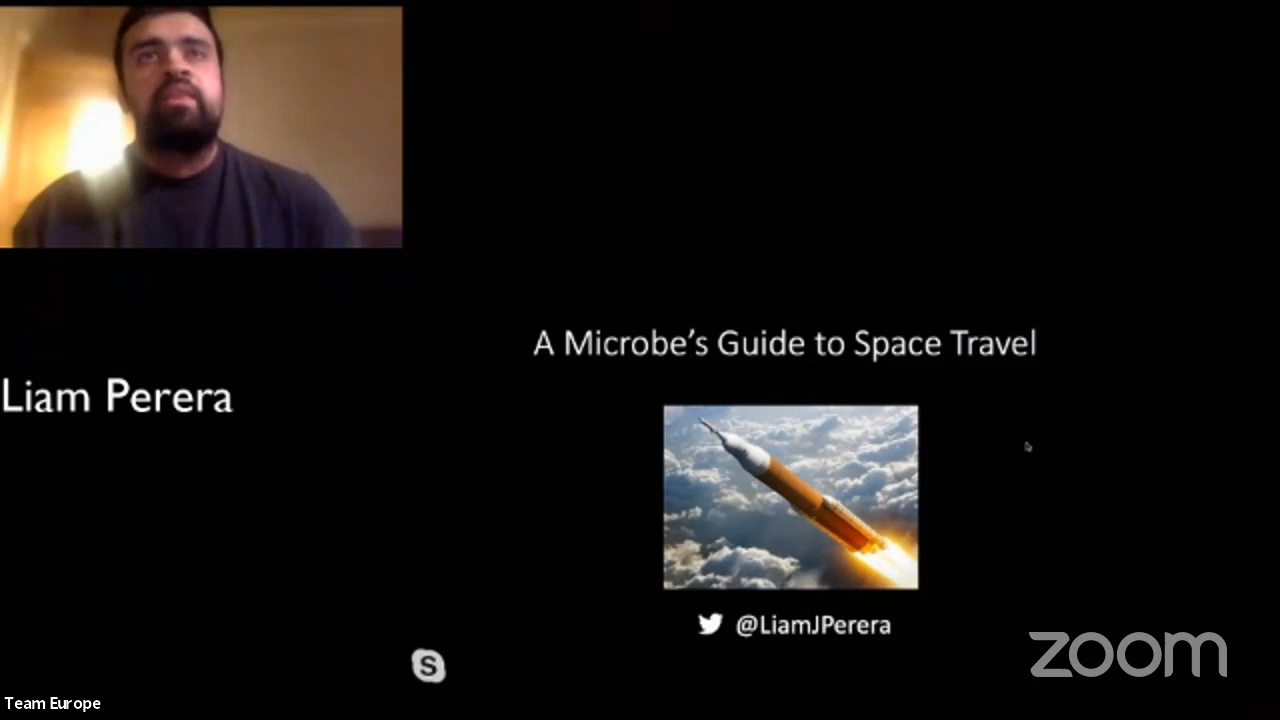 A Microbe's Guide to Space Travel
Liam Perera
@LiamJPerera
zoom
S
Team Europe